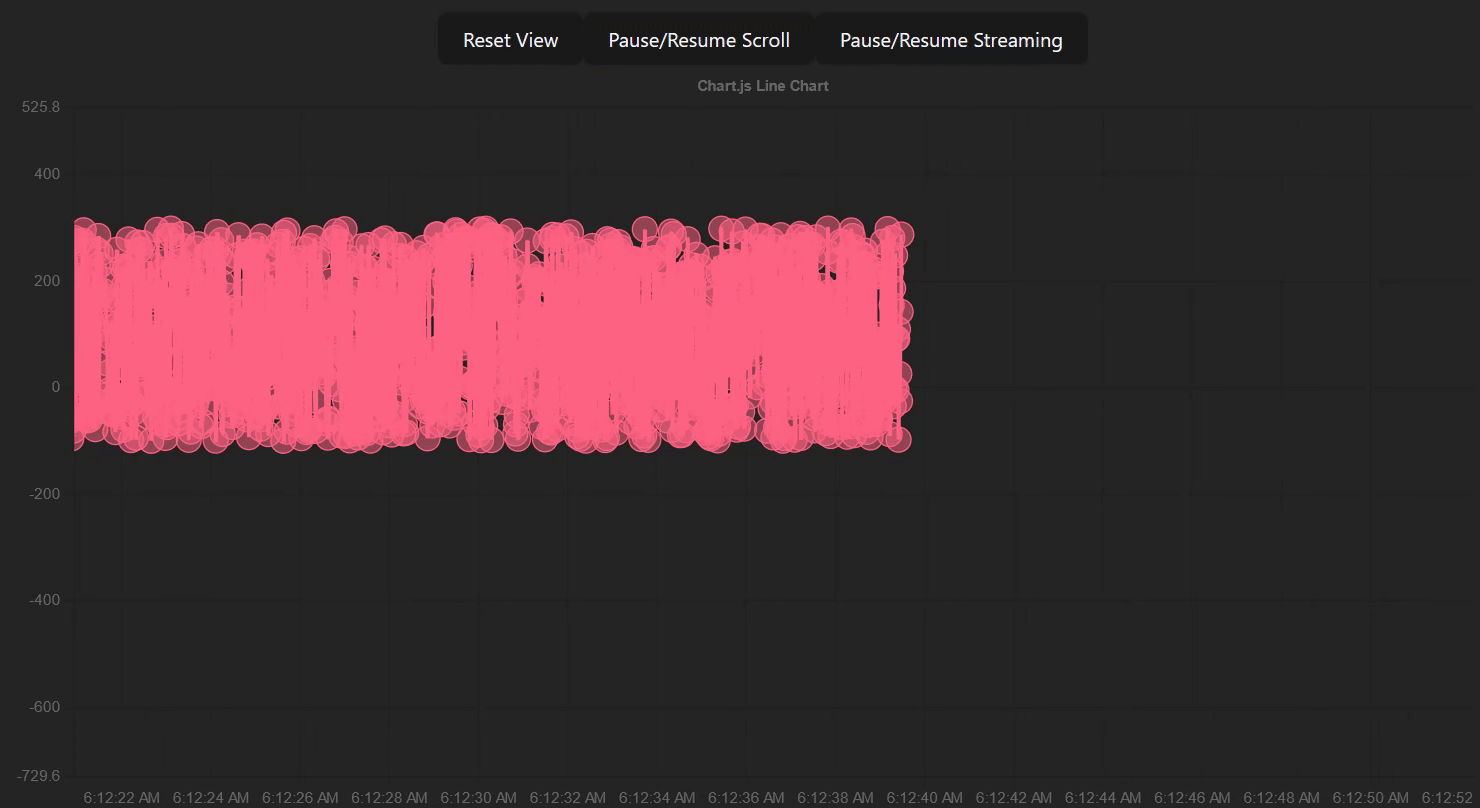 Reset View Pause/Resume Scroll Pause/Resume Streaming
Chart.js Line Chart
525.8
400
200
0
-200
-400
-600
-729.6
6:12:22 AM 6:12:24 AM 6:12:26 AM 6:12:28 AM 6:12:30 AM 6:12:32 AM 6:12:34 AM 6:12:36 AM 6:12:38 AM 6:12:40 AM 6:12:42 AM 6:12:44 AM 6:12:46 AM 6:12:48 AM 6:12:50 AM 6:12:52